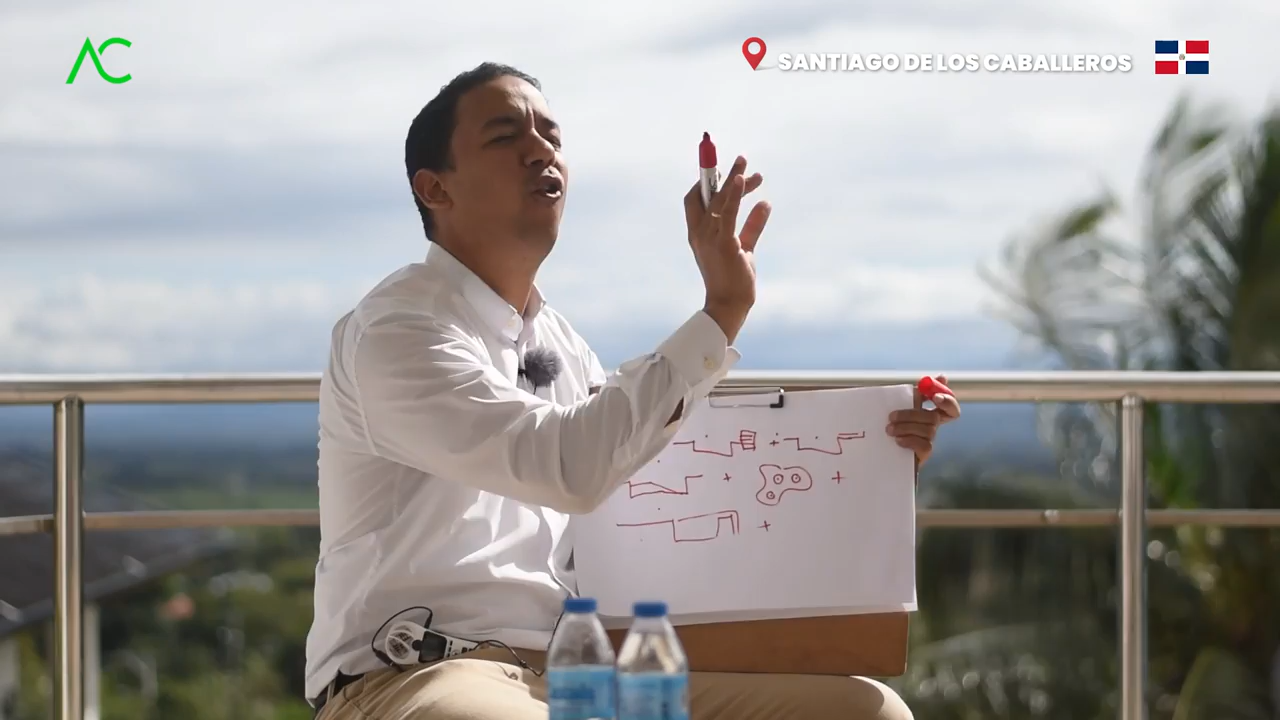 AC
SANTIAGO DE LOS CABALLEROS
+
+ +
+